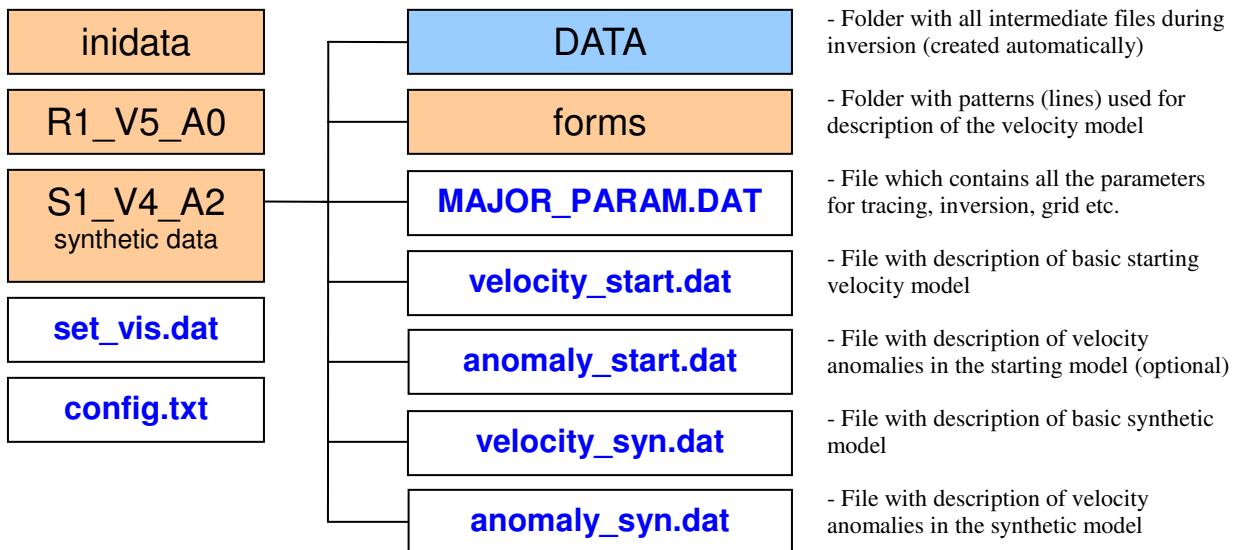 inidata
R1_V5_A0
S1_V4_A2
synthetic data
set_vis.dat
config.txt
DATA
- Folder with all intermediate files during
inversion (created automatically)
forms
- Folder with patterns (lines) used for
description of the velocity model
MAJOR_PARAM.DAT
- File which contains all the parameters
for tracing, inversion, grid etc.
velocity_start.dat
- File with description of basic starting
velocity model
anomaly_start.dat
- File with description of velocity
anomalies in the starting model (optional)
velocity_syn.dat
- File with description of basic synthetic
model
anomaly_syn.dat
- File with description of velocity
anomalies in the synthetic model